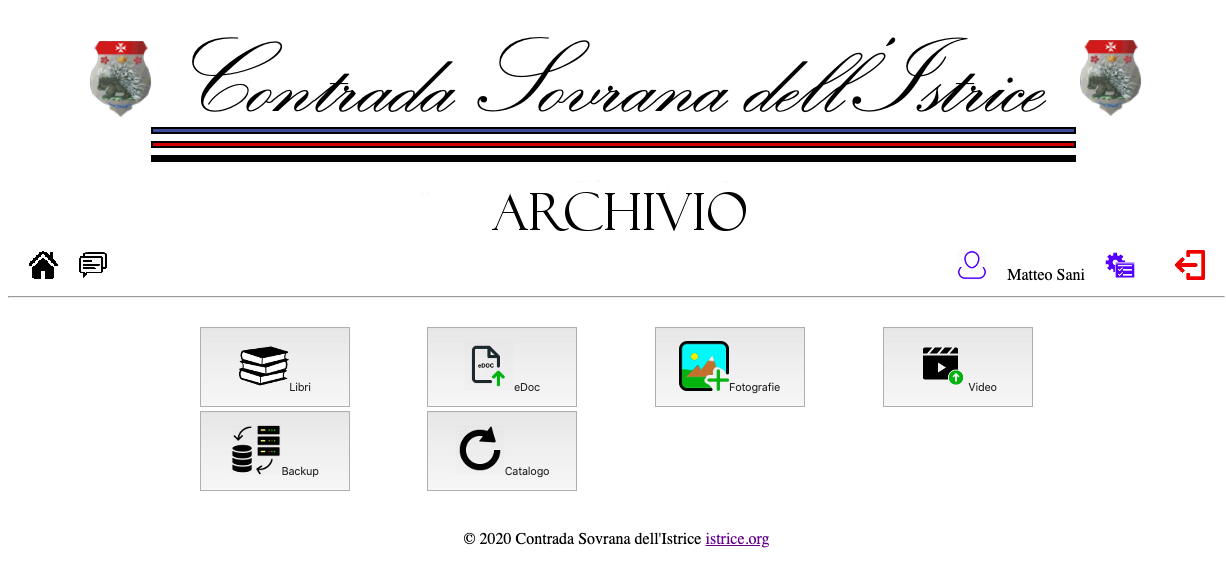 Contrada Sovrana dell'Istrice
ARCHIVIO
Matteo Sani
Libri
eDOC
eDoc
Fotografie
Video
Backup
Catalogo
© 2020 Contrada Sovrana dell'Istrice istrice.org